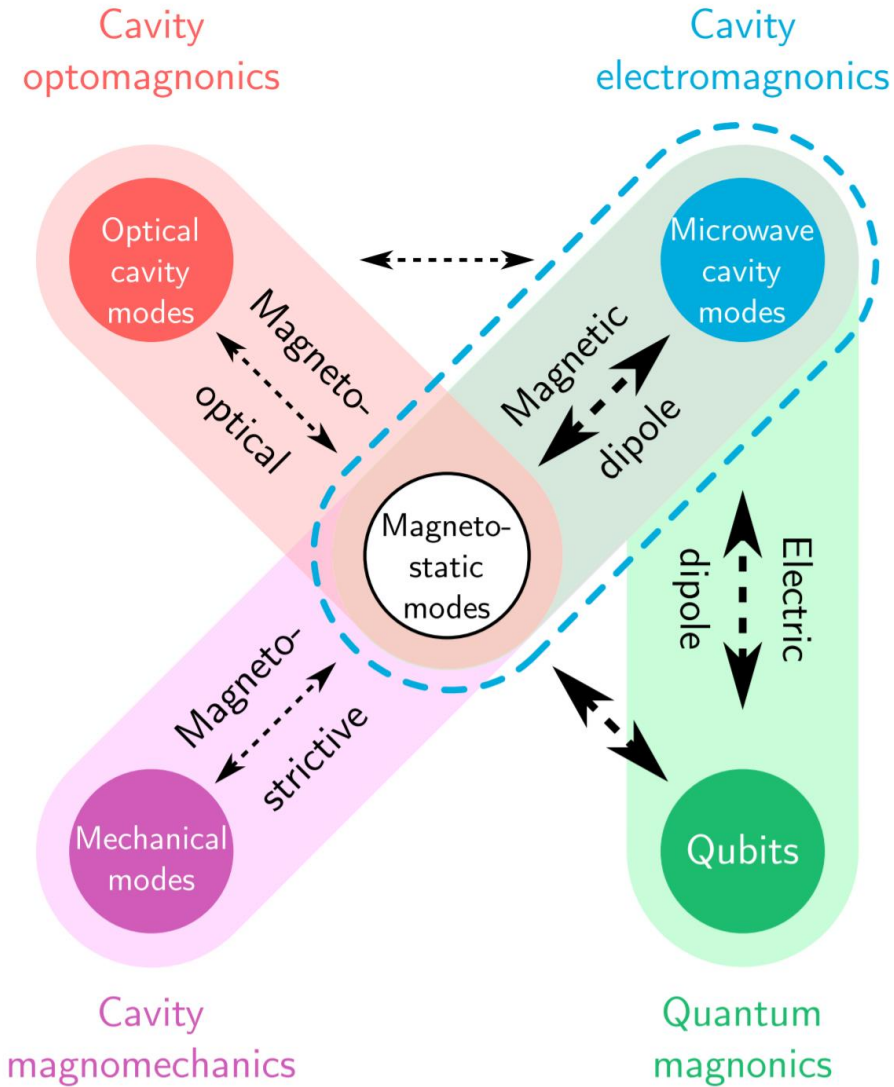 Cavity
optomagnonics
Cavity
electromagnonics
Optical
cavity
modes
Microwave
cavity
modes
Magneto-
optical
Magnetic
dipole
Magneto-
static
modes
Electric
dipole
Magneto-
strictive
Mechanical
modes
Qubits
Cavity
magnomechanics
Quantum
magnonics